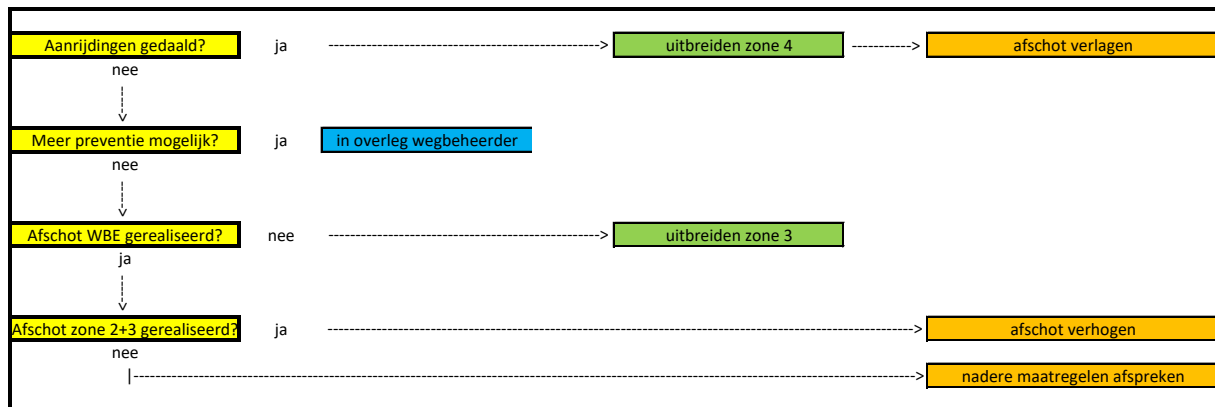 Aanrijdingen gedaald? ja ------------------------------------------> uitbreiden zone 4 -----------> afschot verlagen
nee
Meer preventie mogelijk? ja in overleg wegbeheerder
nee
Afschot WBE gerealiseerd? nee ------------------------------------------> uitbreiden zone 3
ja
Afschot zone 2+3 gerealiseerd? ja ------------------------------------------> afschot verhogen
nee
|------------------------------------------> nadere maatregelen afspreken